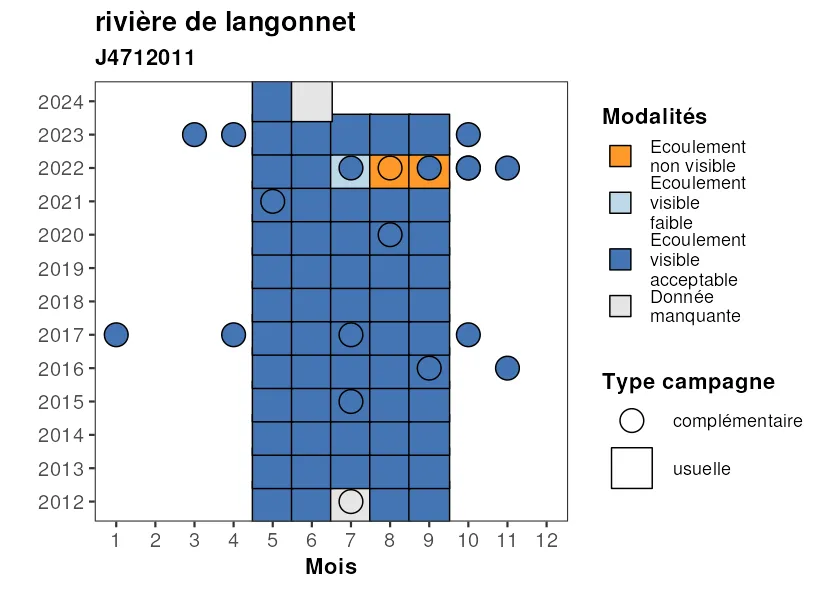 rivière de langonnet
J4712011
2024
2023
2022
2021
2020
2019
2018
2017
2016
2015
2014
2013
2012
1 2 3 4 5 6 7 8 9 10 11 12
Mois
Modalités
Ecoulement
non visible
Ecoulement
visible
faible
Ecoulement
visible
acceptable
Donnée
manquante
Type campagne
complémentaire
usuelle